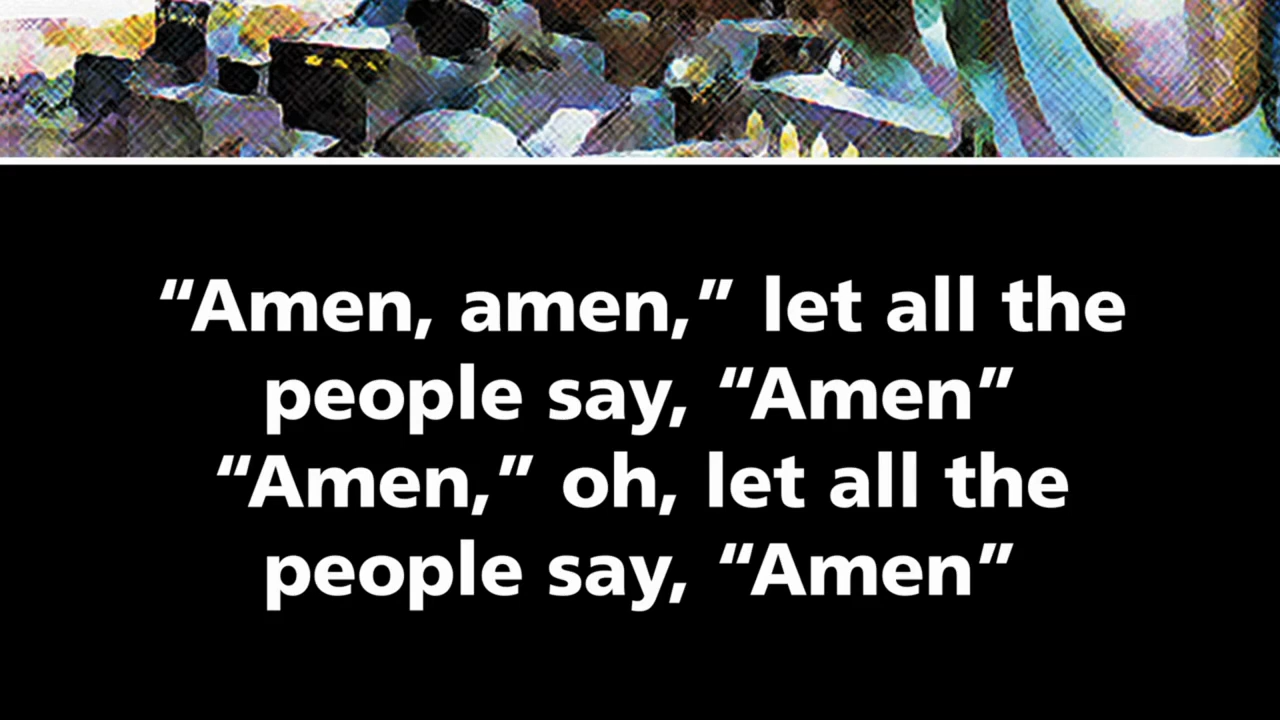 “Amen, amen,” let all the
people say, “Amen”
“Amen,” oh, let all the
people say, “Amen”